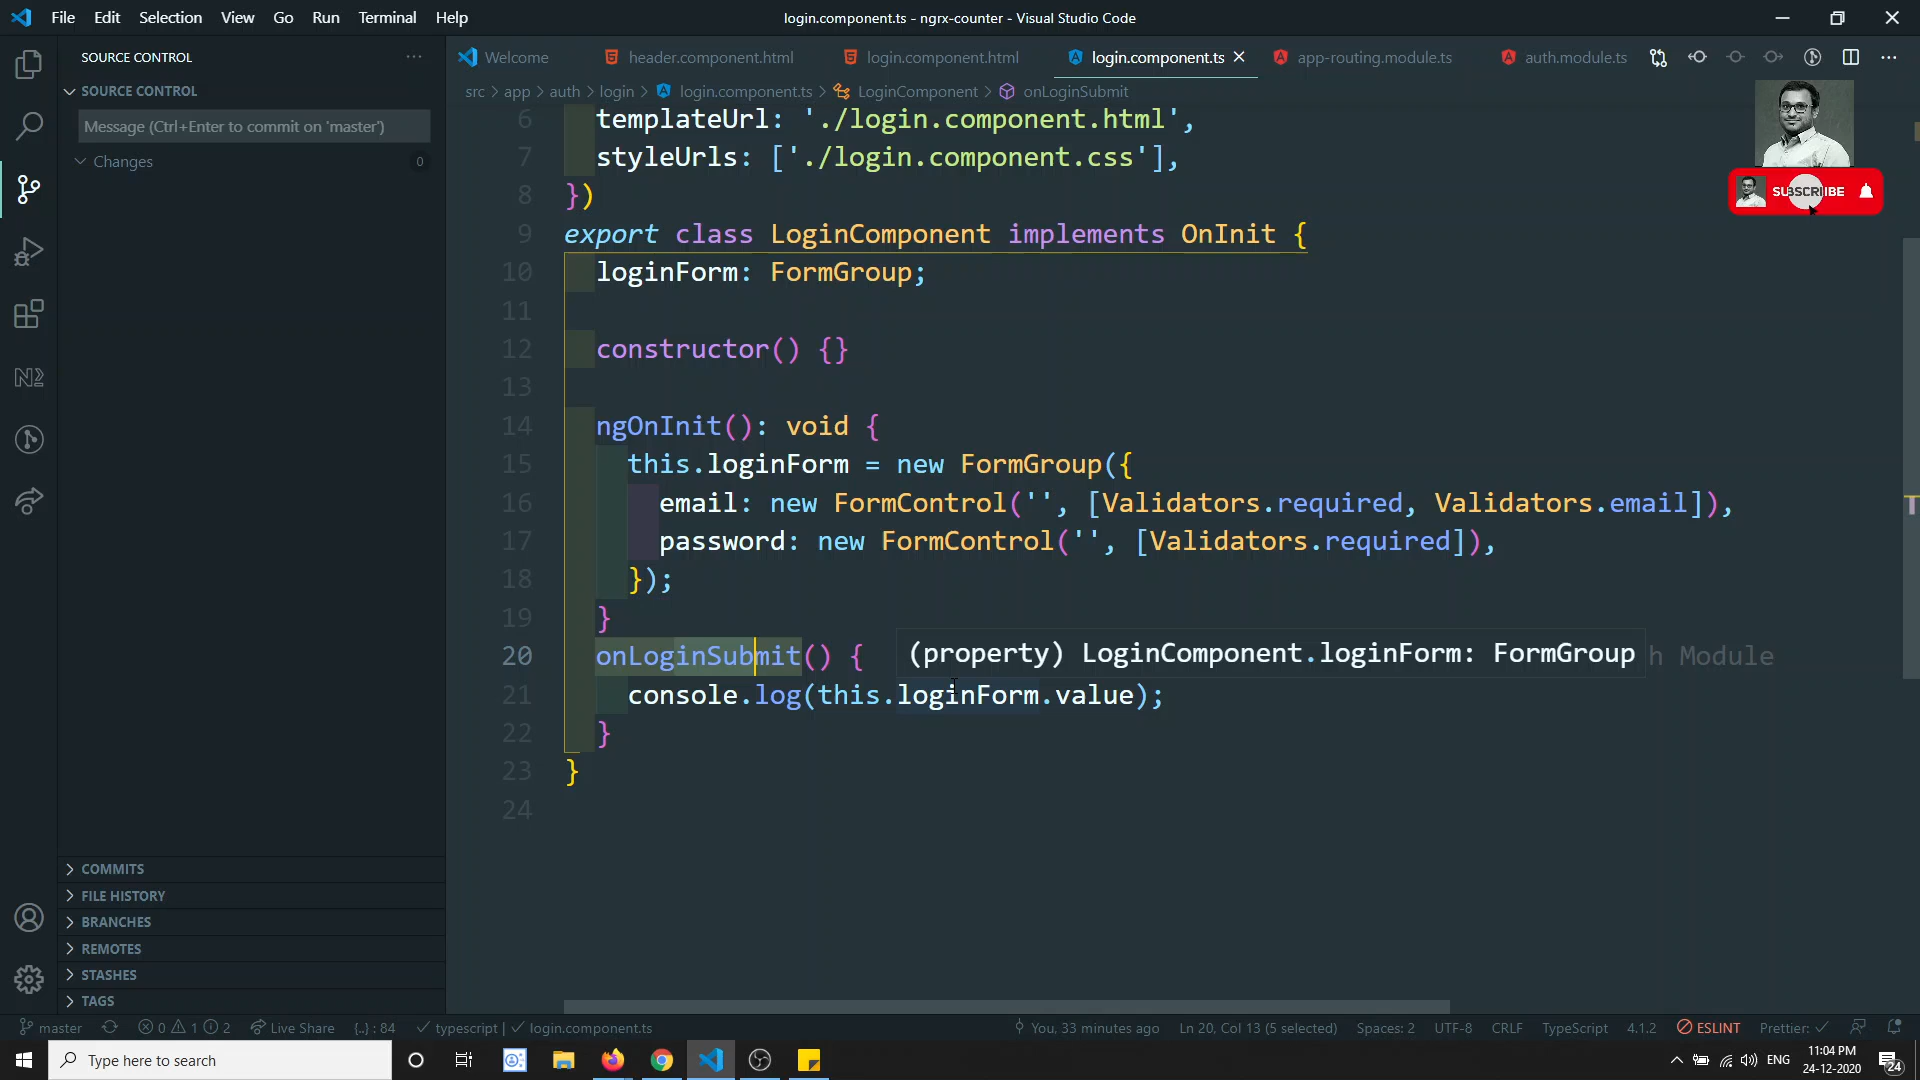 File Edit Selection View Go Run Terminal Help
login.component.ts - ngrx-counter - Visual Studio Code
SOURCE CONTROL
Welcome
header.component.html
login.component.html
login.component.ts
app-routing.module.ts
auth.module.ts
SOURCE CONTROL
src > app > auth > login > login.component.ts > LoginComponent > onLoginSubmit
Message (Ctrl+Enter to commit on 'master')
Changes 0
SUBSCRIBE
6 templateUrl: './login.component.html',
7 styleUrls: ['./login.component.css'],
8 })
9 export class LoginComponent implements OnInit {
10 loginForm: FormGroup;
11
12 constructor() {}
13
14 ngOnInit(): void {
15 this.loginForm = new FormGroup({
16 email: new FormControl('', [Validators.required, Validators.email]),
17 password: new FormControl('', [Validators.required]),
18 });
19 }
20 onLoginSubmit() { (property) LoginComponent.loginForm: FormGroup h Module
21 console.log(this.loginForm.value);
22 }
23 }
24
COMMITS
FILE HISTORY
BRANCHES
REMOTES
STASHES
TAGS
master 0 1 2 Live Share {..} : 84 typescript | login.component.ts You, 33 minutes ago Ln 20, Col 13 (5 selected) Spaces: 2 UTF-8 CRLF TypeScript 4.1.2 ESLINT Prettier:
Type here to search
ENG
11:04 PM
24-12-2020
24